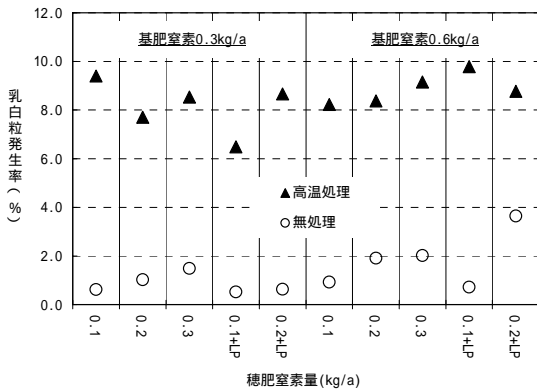 12.0
10.0
8.0
6.0
4.0
2.0
0.0
乳白粒発生率(%)
基肥窒素0.3kg/a
基肥窒素0.6kg/a
高温処理
無処理
0.1
0.2
0.3
0.1+LP
0.2+LP
0.1
0.2
0.3
0.1+LP
0.2+LP
穂肥窒素量(kg/a)